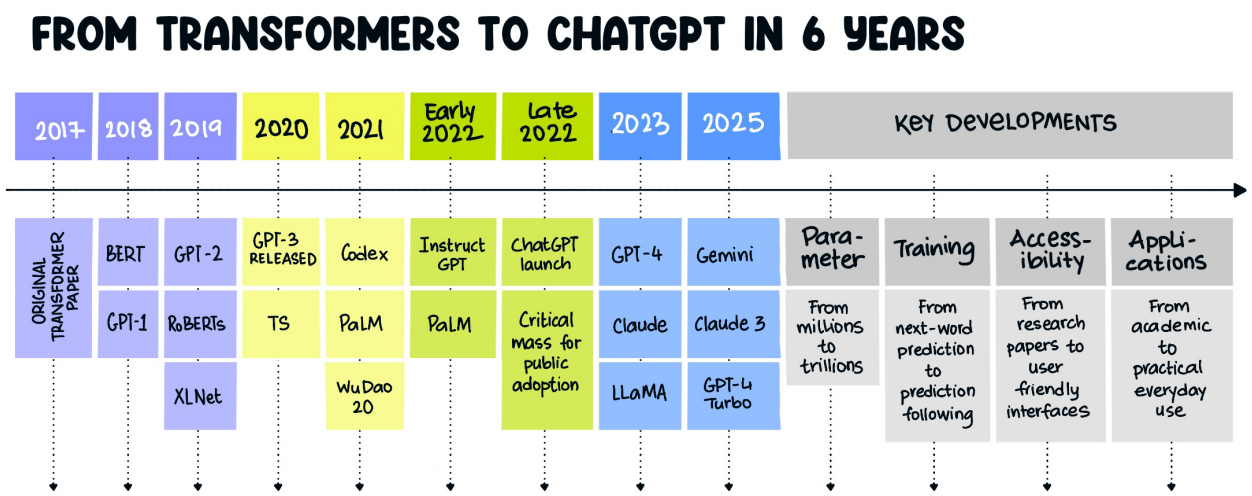 FROM TRANSFORMERS TO CHATGPT IN 6 YEARS
2017
2018
2019
2020
2021
Early
2022
Late
2022
2023
2025
KEY DEVELOPMENTS
ORIGINAL
TRANSFORMER
PAPER
BERT
GPT-1
GPT-2
RoBERTs
XLNet
GPT-3
RELEASED
TS
Codex
PaLM
WuDao
20
Instruct
GPT
PaLM
ChatGPT
launch
Critical
mass for
public
adoption
GPT-4
Claude
LLaMA
Gemini
Claude 3
GPT-4
Turbo
Para-
meter
From
millions
to
trillions
Training
From
next-word
prediction
to
prediction
following
Access-
ibility
From
research
papers to
user
friendly
interfaces
Appli-
cations
From
academic
to
practical
everyday
use